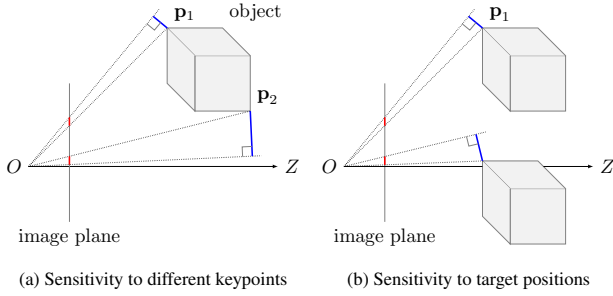 p1
object
p2
O
Z
image plane
(a) Sensitivity to different keypoints
p1
O
Z
image plane
(b) Sensitivity to target positions